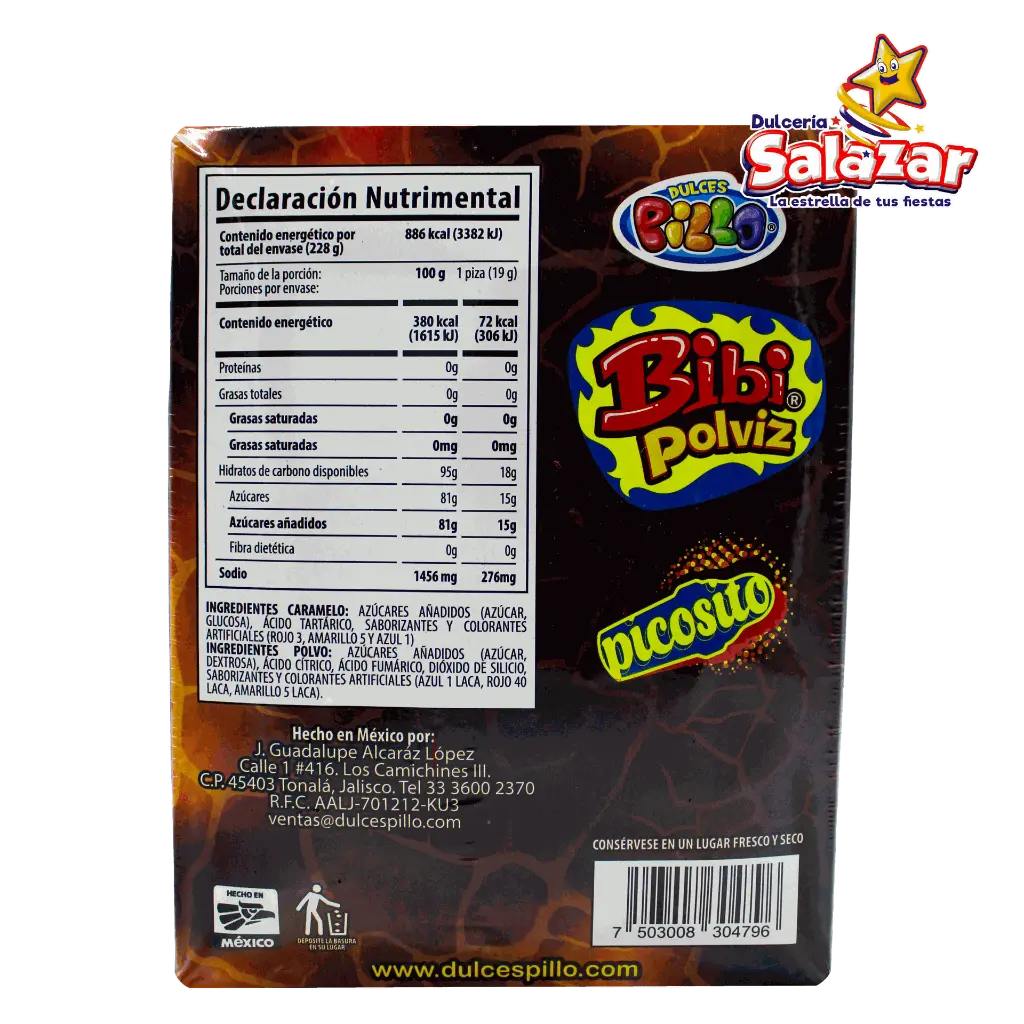 Dulcería
Salazar
La estrella de tus fiestas
DULCES
PILLO®
Bibi®
Polviz
picosito
Declaración Nutrimental
Contenido energético por
total del envase (228 g)
886 kcal (3382 kJ)
Tamaño de la porción:
Porciones por envase:
100 g 1 piza (19 g)
Contenido energético 380 kcal 72 kcal
(1615 kJ) (306 kJ)
Proteínas 0g 0g
Grasas totales 0g 0g
Grasas saturadas 0g 0g
Grasas saturadas 0mg 0mg
Hidratos de carbono disponibles 95g 18g
Azúcares 81g 15g
Azúcares añadidos 81g 15g
Fibra dietética 0g 0g
Sodio 1456 mg 276mg
INGREDIENTES CARAMELO: AZÚCARES AÑADIDOS (AZÚCAR,
GLUCOSA), ÁCIDO TARTÁRICO, SABORIZANTES Y COLORANTES
ARTIFICIALES (ROJO 3, AMARILLO 5 Y AZUL 1)
INGREDIENTES POLVO: AZÚCARES AÑADIDOS (AZÚCAR,
DEXTROSA), ÁCIDO CÍTRICO, ÁCIDO FUMÁRICO, DIÓXIDO DE SILICIO,
SABORIZANTES Y COLORANTES ARTIFICIALES (AZUL 1 LACA, ROJO 40
LACA, AMARILLO 5 LACA).
Hecho en México por:
J. Guadalupe Alcaráz López
Calle 1 #416. Los Camichines III.
C.P. 45403 Tonalá, Jalisco. Tel 33 3600 2370
R.F.C. AALJ-701212-KU3
ventas@dulcespillo.com
CONSÉRVESE EN UN LUGAR FRESCO Y SECO
7 503008 304796
HECHO EN
MÉXICO
DEPOSITE LA BASURA
EN SU LUGAR
www.dulcespillo.com